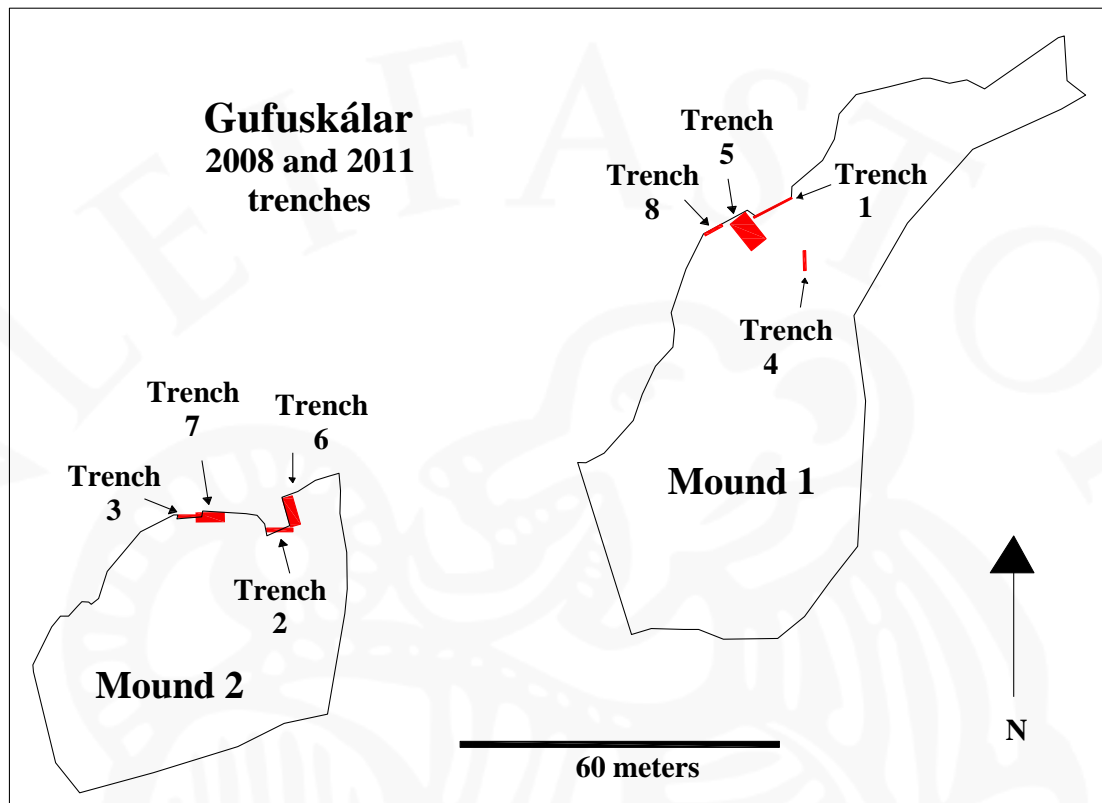 Gufuskálar
2008 and 2011
trenches
Trench
5
Trench
8
Trench
1
Trench
4
Mound 1
Trench
7
Trench
6
Trench
3
Trench
2
Mound 2
60 meters
N